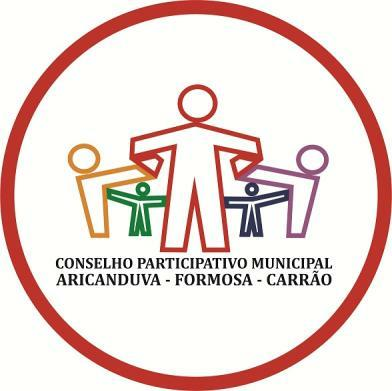 CONSELHO PARTICIPATIVO MUNICIPAL
ARICANDUVA - FORMOSA - CARRÃO